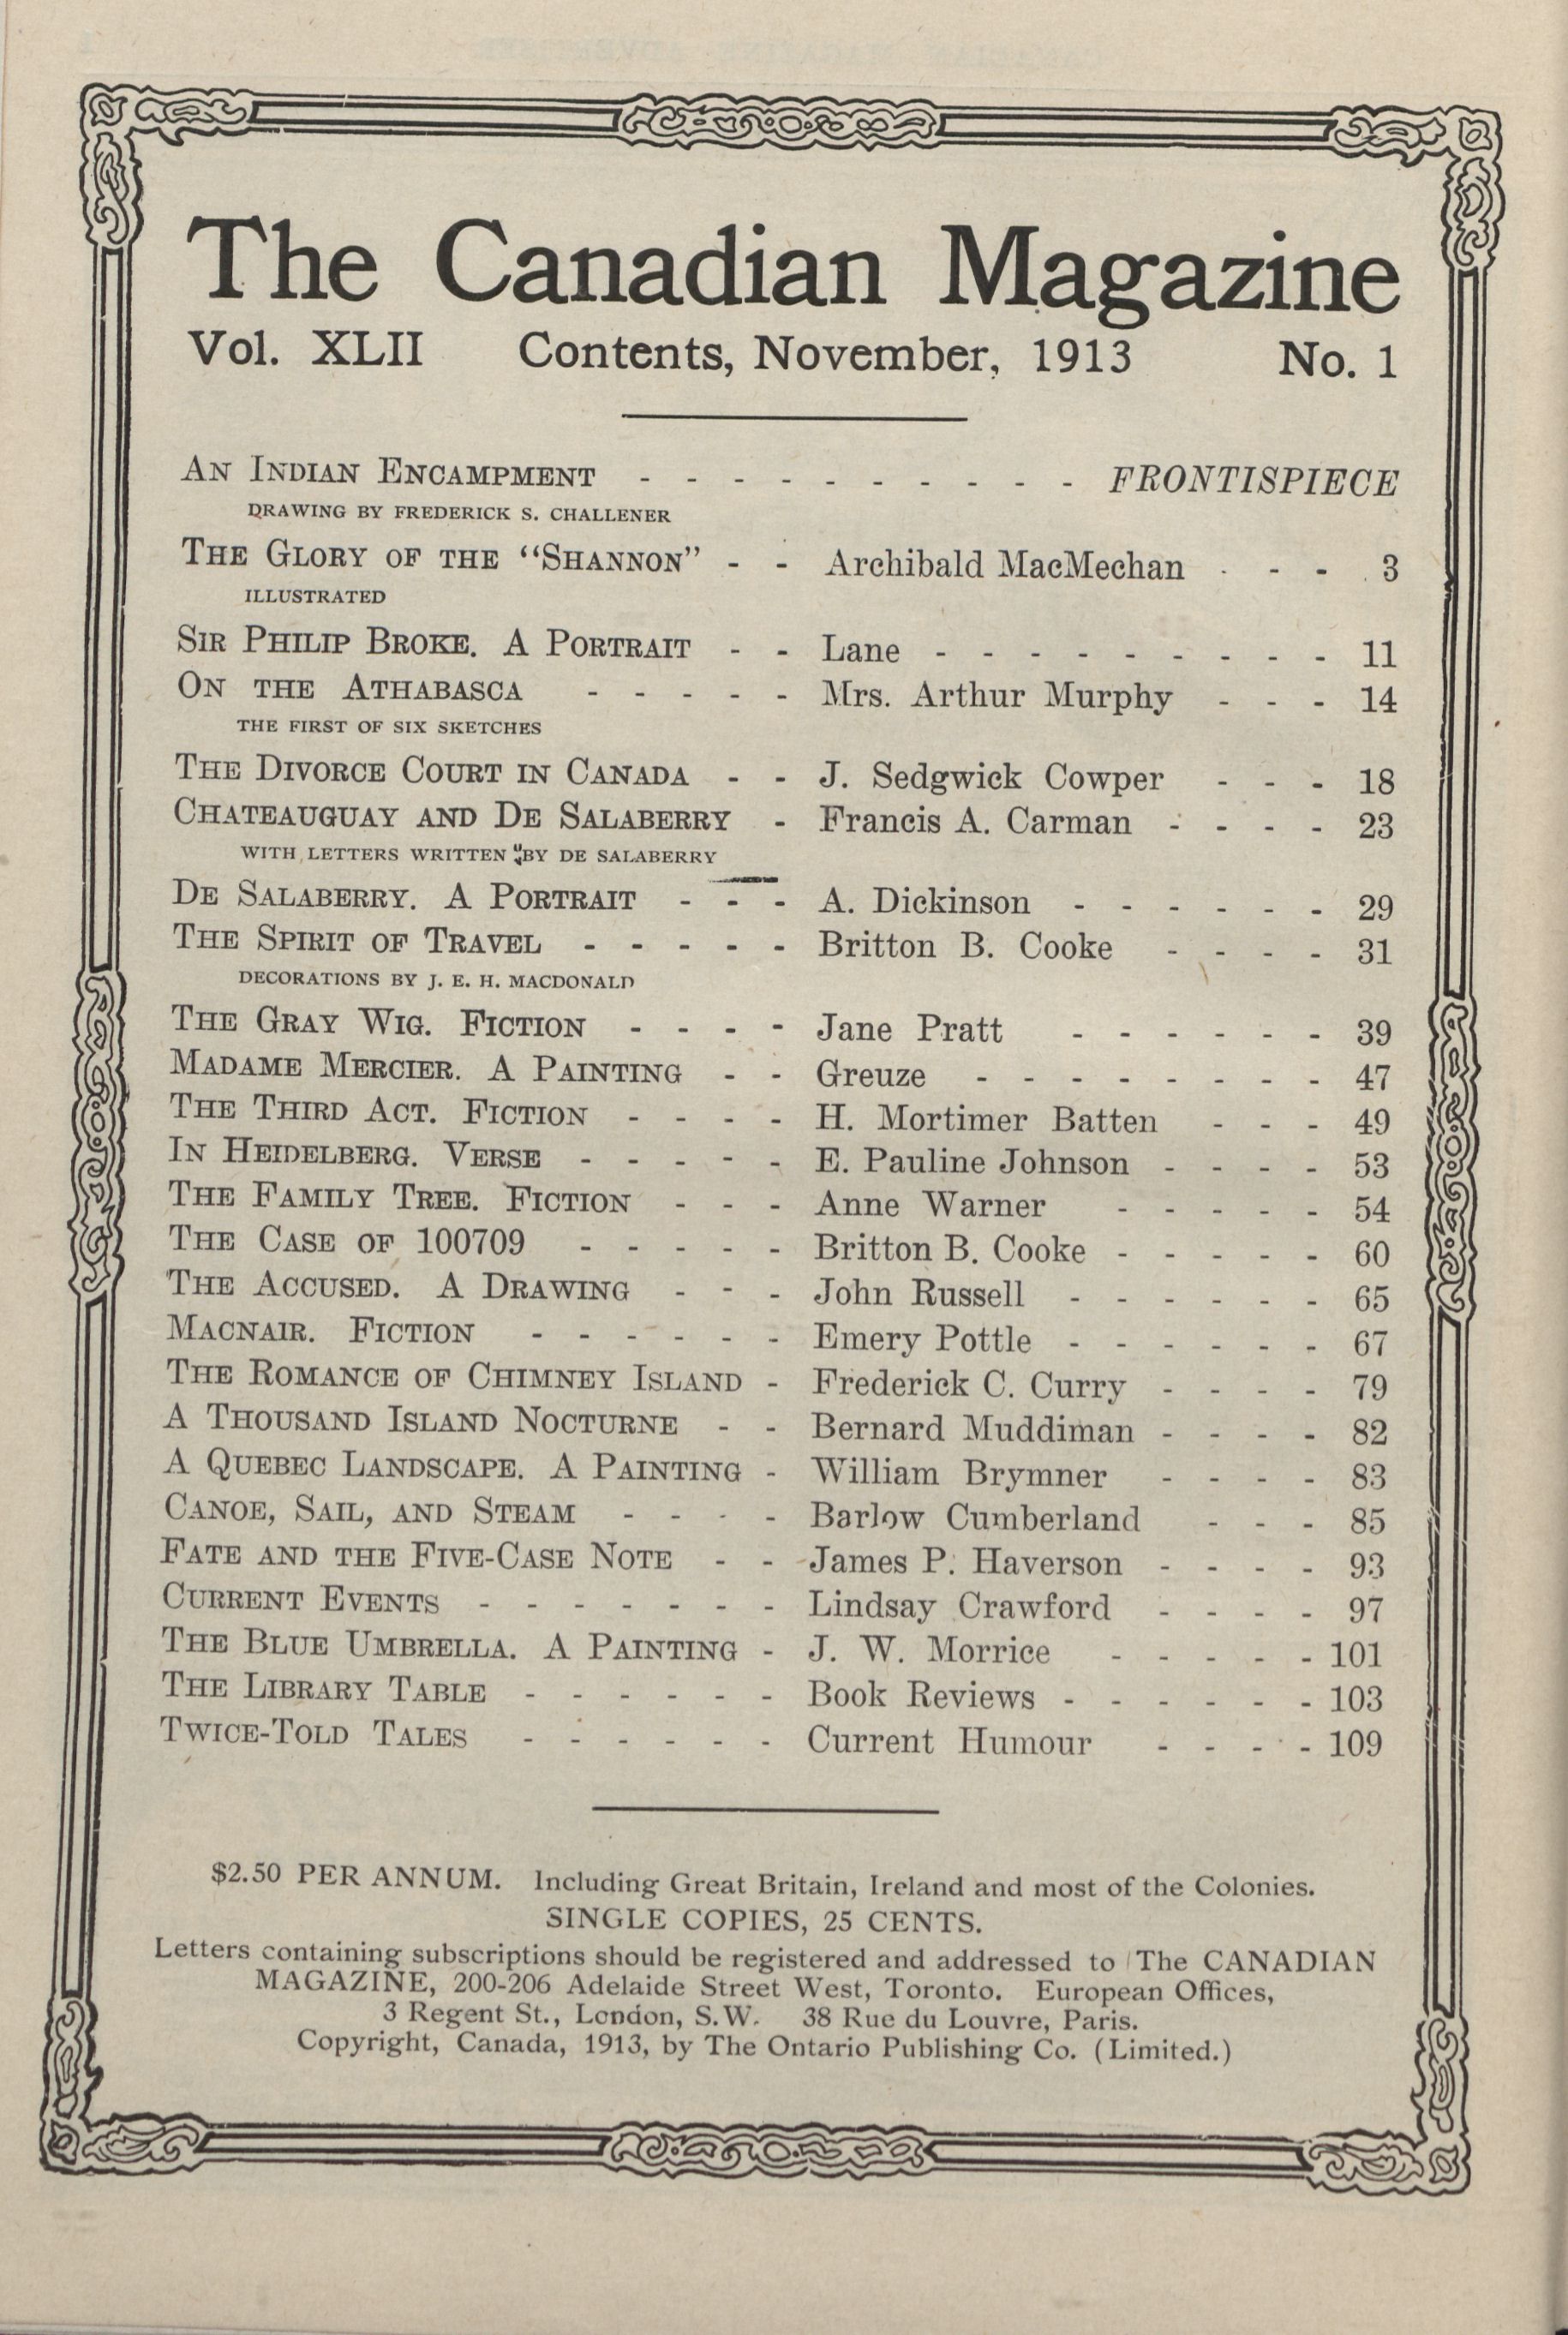 The Canadian Magazine
Vol. XLII Contents, November, 1913 No. 1
An Indian Encampment - - - - - - - - - - FRONTISPIECE
DRAWING BY FREDERICK S. CHALLENER
The Glory of the "Shannon" - - Archibald MacMechan - - - 3
ILLUSTRATED
Sir Philip Broke. A Portrait - - Lane - - - - - - - - - 11
On the Athabasca - - - - - Mrs. Arthur Murphy - - - 14
THE FIRST OF SIX SKETCHES
The Divorce Court in Canada - - J. Sedgwick Cowper - - - 18
Chateauguay and De Salaberry - Francis A. Carman - - - - 23
WITH LETTERS WRITTEN BY DE SALABERRY
De Salaberry. A Portrait - - - A. Dickinson - - - - - - 29
The Spirit of Travel - - - - - Britton B. Cooke - - - - 31
DECORATIONS BY J. E. H. MACDONALD
The Gray Wig. Fiction - - - - Jane Pratt - - - - - - 39
Madame Mercier. A Painting - - Greuze - - - - - - - - 47
The Third Act. Fiction - - - - H. Mortimer Batten - - - 49
In Heidelberg. Verse - - - - - E. Pauline Johnson - - - - 53
The Family Tree. Fiction - - - Anne Warner - - - - - 54
The Case of 100709 - - - - - Britton B. Cooke - - - - - 60
The Accused. A Drawing - - - John Russell - - - - - - 65
Macnair. Fiction - - - - - - Emery Pottle - - - - - - 67
The Romance of Chimney Island - Frederick C. Curry - - - - 79
A Thousand Island Nocturne - - Bernard Muddiman - - - - 82
A Quebec Landscape. A Painting - William Brymner - - - - 83
Canoe, Sail, and Steam - - - - Barlow Cumberland - - - 85
Fate and the Five-Case Note - - James P. Haverson - - - - 93
Current Events - - - - - - - Lindsay Crawford - - - - 97
The Blue Umbrella. A Painting - J. W. Morrice - - - - - 101
The Library Table - - - - - - Book Reviews - - - - - - 103
Twice-Told Tales - - - - - - Current Humour - - - - 109
$2.50 PER ANNUM. Including Great Britain, Ireland and most of the Colonies.
SINGLE COPIES, 25 CENTS.
Letters containing subscriptions should be registered and addressed to The CANADIAN
MAGAZINE, 200-206 Adelaide Street West, Toronto. European Offices,
3 Regent St., London, S.W. 38 Rue du Louvre, Paris.
Copyright, Canada, 1913, by The Ontario Publishing Co. (Limited.)